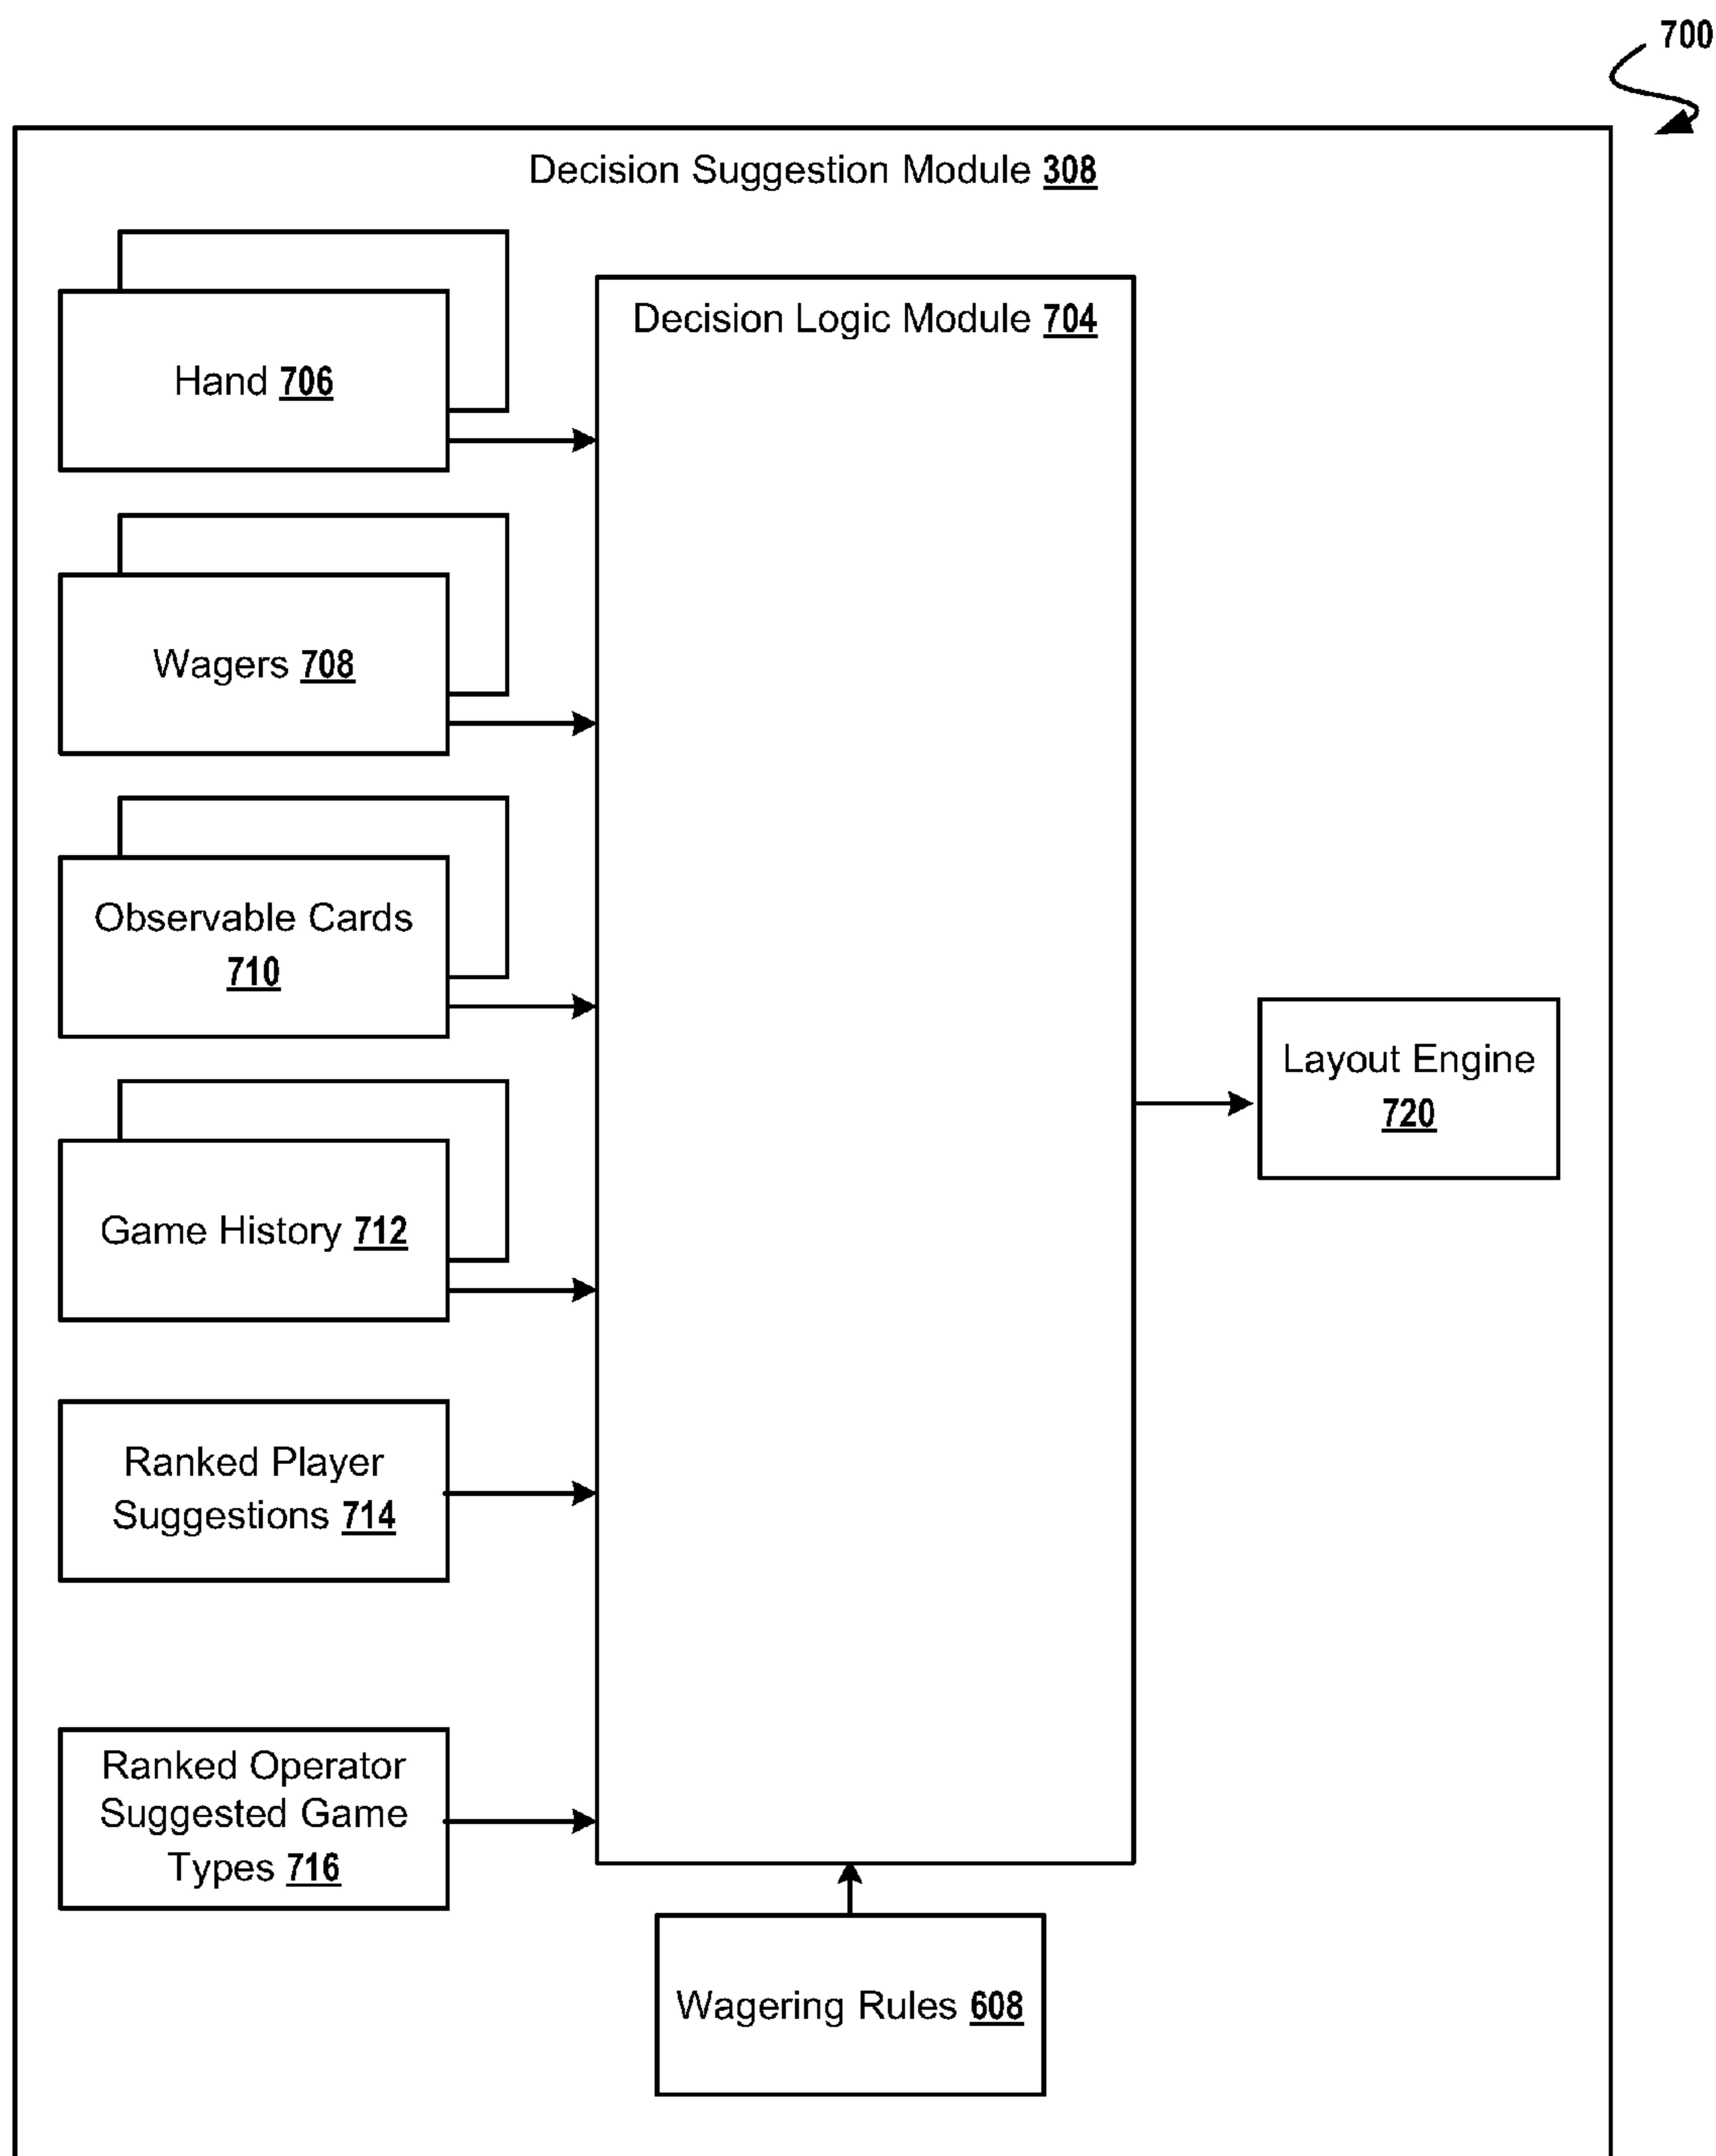 700
Decision Suggestion Module 308
Decision Logic Module 704
Hand 706
Wagers 708
Observable Cards
710
Game History 712
Layout Engine
720
Ranked Player
Suggestions 714
Ranked Operator
Suggested Game
Types 716
Wagering Rules 608